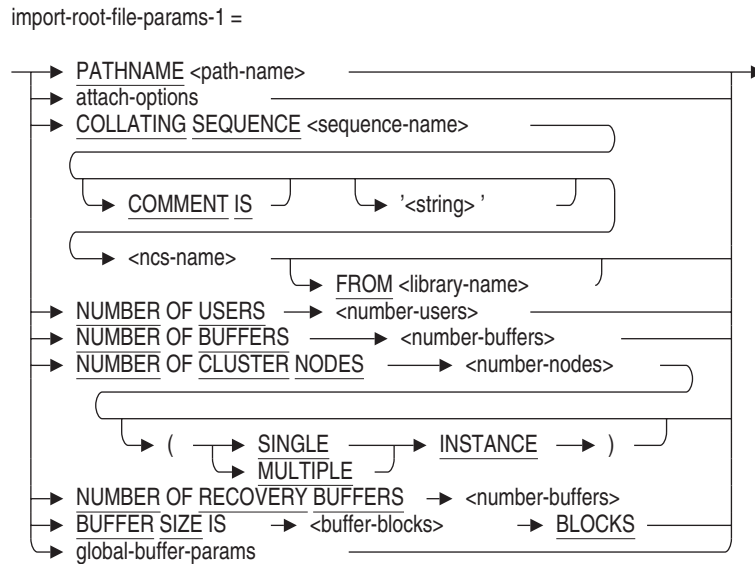 import-root-file-params-1 =
PATHNAME <path-name>
attach-options
COLLATING SEQUENCE <sequence-name>
COMMENT IS '<string> '
<ncs-name>
FROM <library-name>
NUMBER OF USERS <number-users>
NUMBER OF BUFFERS <number-buffers>
NUMBER OF CLUSTER NODES <number-nodes>
( SINGLE INSTANCE )
MULTIPLE
NUMBER OF RECOVERY BUFFERS <number-buffers>
BUFFER SIZE IS <buffer-blocks> BLOCKS
global-buffer-params